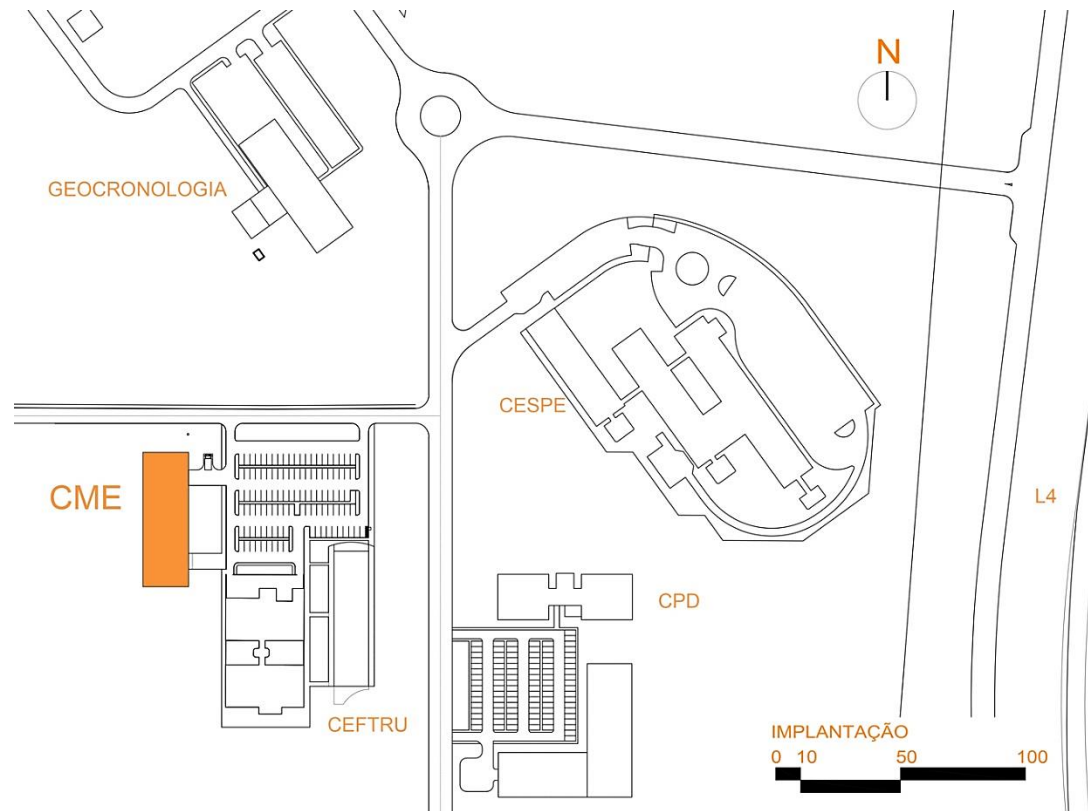 N
GEOCRONOLOGIA
CESPE
CME
L4
CPD
CEFTRU
IMPLANTAÇÃO
0 10 50 100